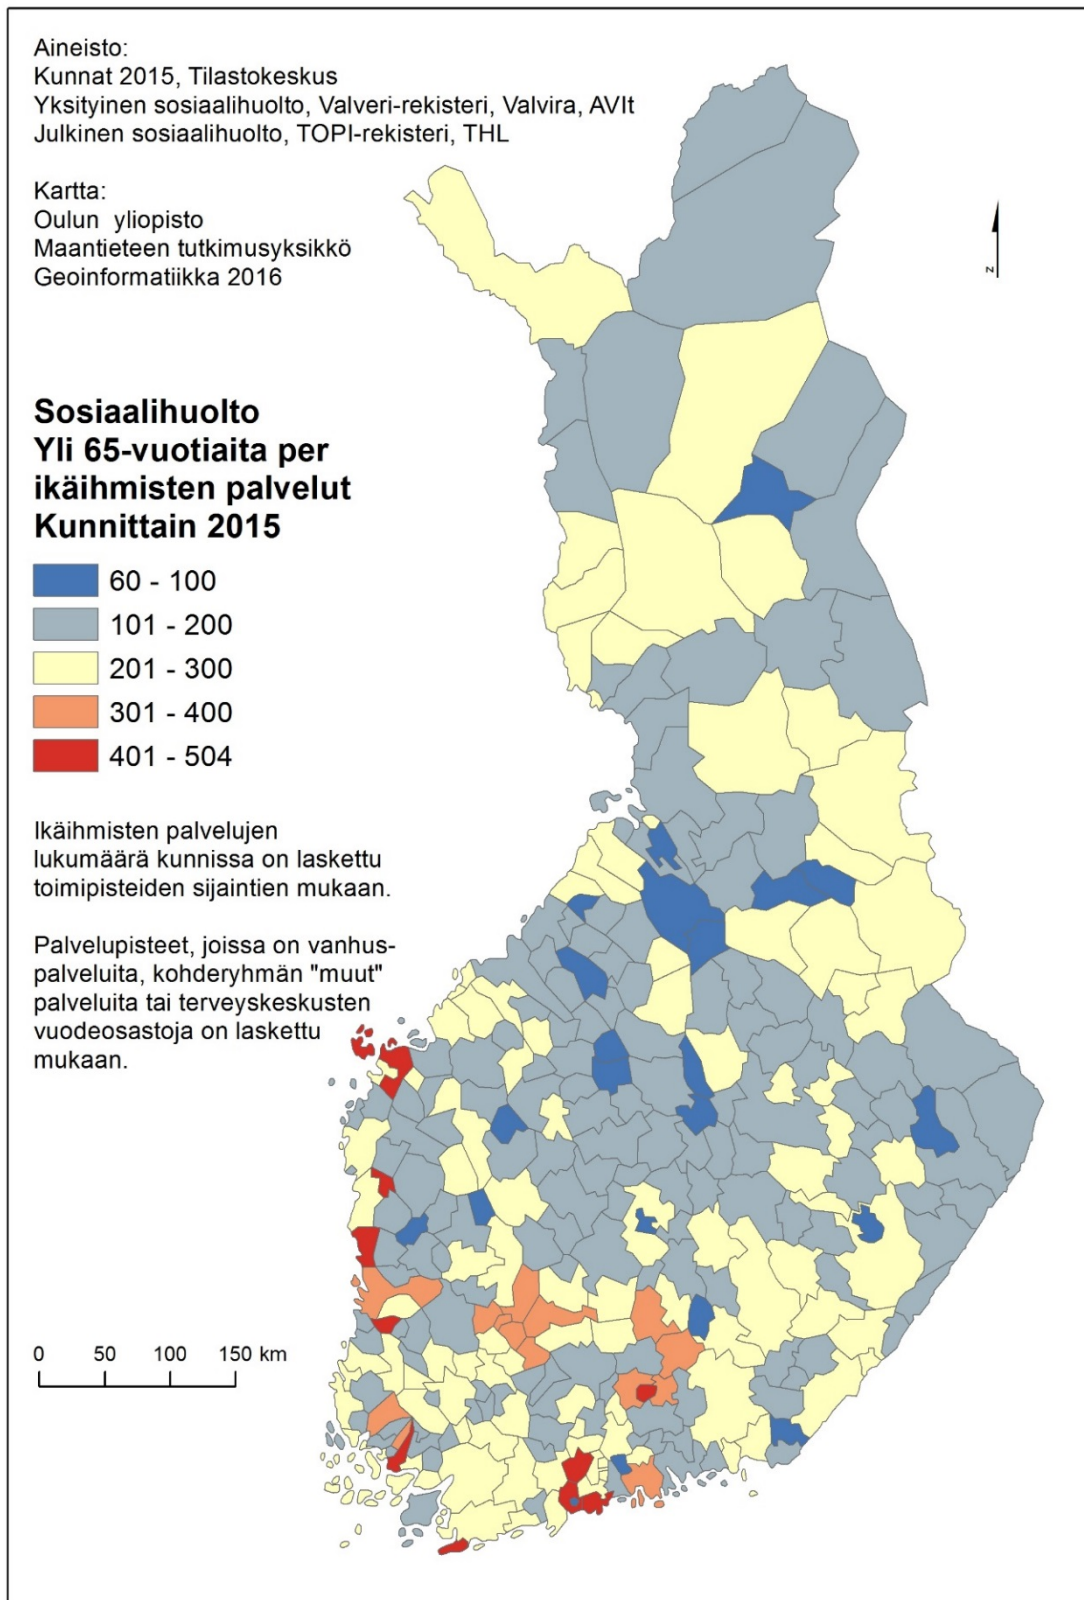 Aineisto:
Kunnat 2015, Tilastokeskus
Yksityinen sosiaalihuolto, Valveri-rekisteri, Valvira, AVIt
Julkinen sosiaalihuolto, TOPI-rekisteri, THL
Kartta:
Oulun yliopisto
Maantieteen tutkimusyksikkö
Geoinformatiikka 2016
N
Sosiaalihuolto
Yli 65-vuotiaita per
ikäihmisten palvelut
Kunnittain 2015
60 - 100
101 - 200
201 - 300
301 - 400
401 - 504
Ikäihmisten palvelujen
lukumäärä kunnissa on laskettu
toimipisteiden sijaintien mukaan.
Palvelupisteet, joissa on vanhus-
palveluita, kohderyhmän "muut"
palveluita tai terveyskeskusten
vuodeosastoja on laskettu
mukaan.
0 50 100 150 km